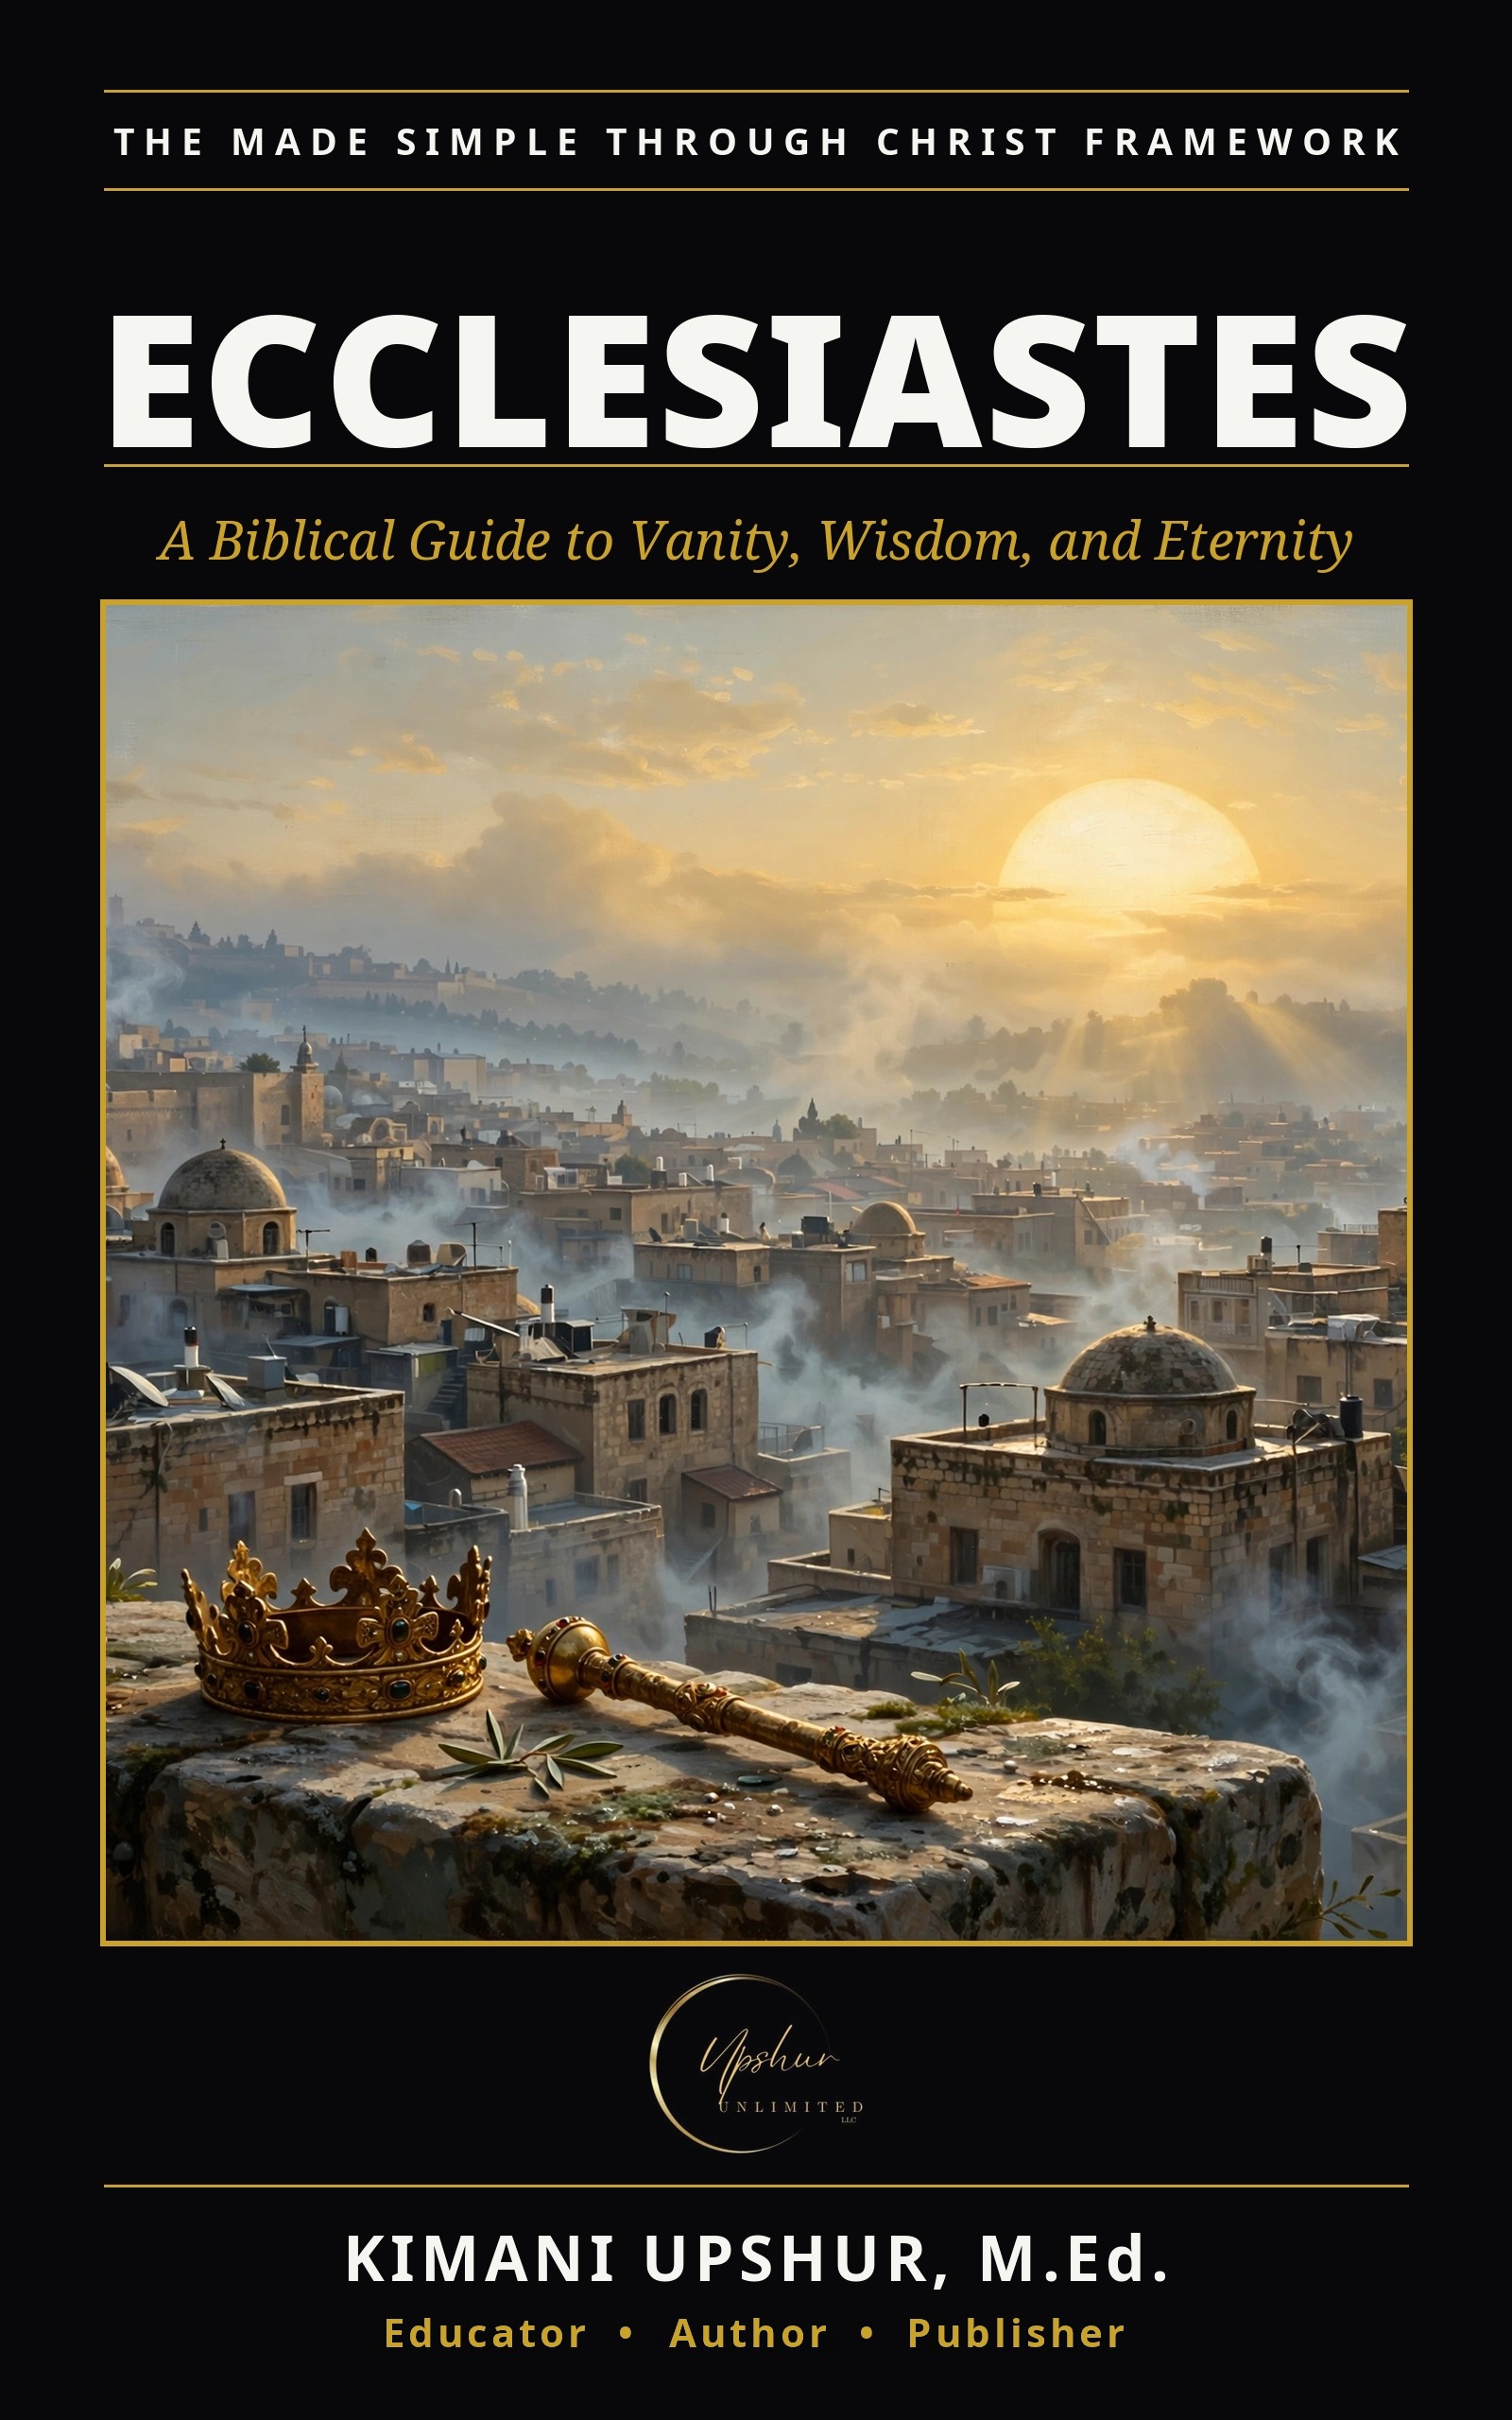 THE MADE SIMPLE THROUGH CHRIST FRAMEWORK
ECCLESIASTES
A Biblical Guide to Vanity, Wisdom, and Eternity
Upshur
UNLIMITED
LLC
KIMANI UPSHUR, M.Ed.
Educator • Author • Publisher